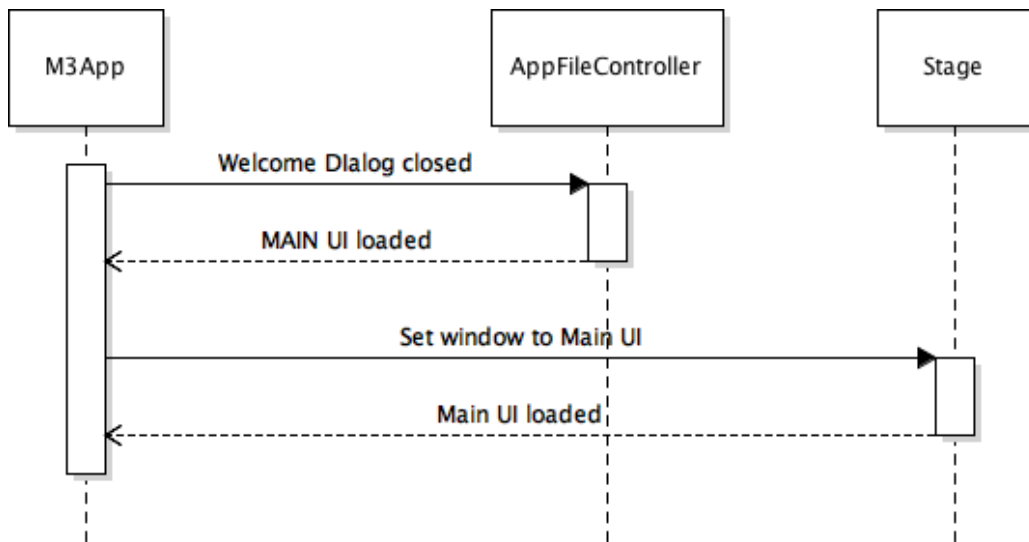 M3App
AppFileController
Stage
Welcome DIalog closed
MAIN UI loaded
Set window to Main UI
Main UI loaded